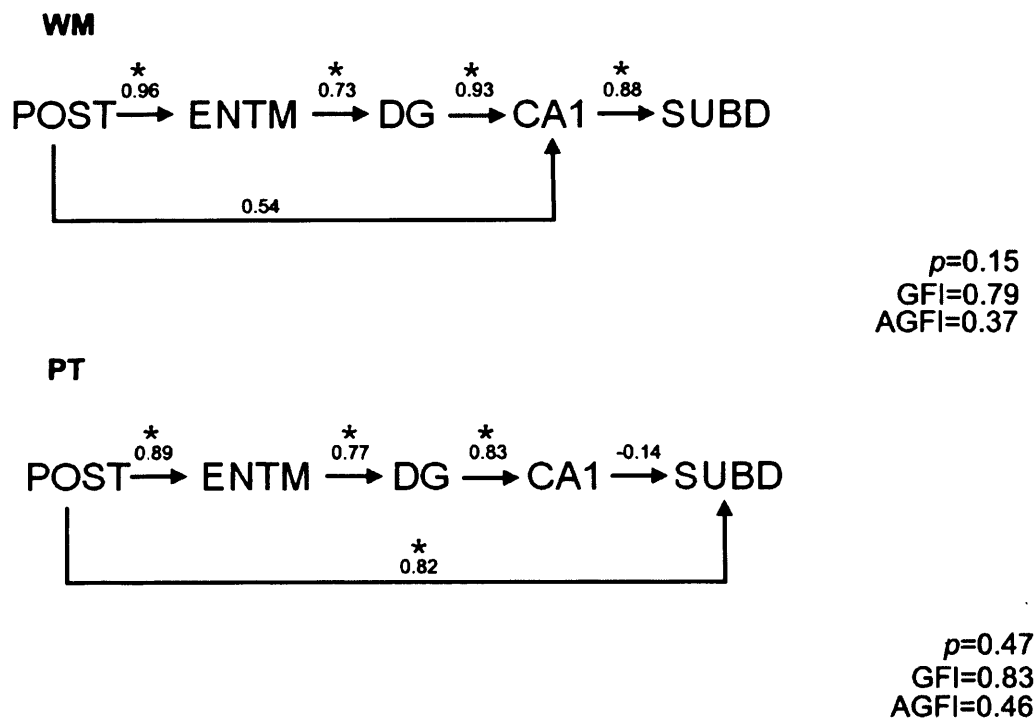 WM
* * * *
0.96 0.73 0.93 0.88
POST ENTM DG CA1 SUBD
0.54
p=0.15
GFI=0.79
AGFI=0.37
PT
* * *
0.89 0.77 0.83 -0.14
POST ENTM DG CA1 SUBD
*
0.82
p=0.47
GFI=0.83
AGFI=0.46